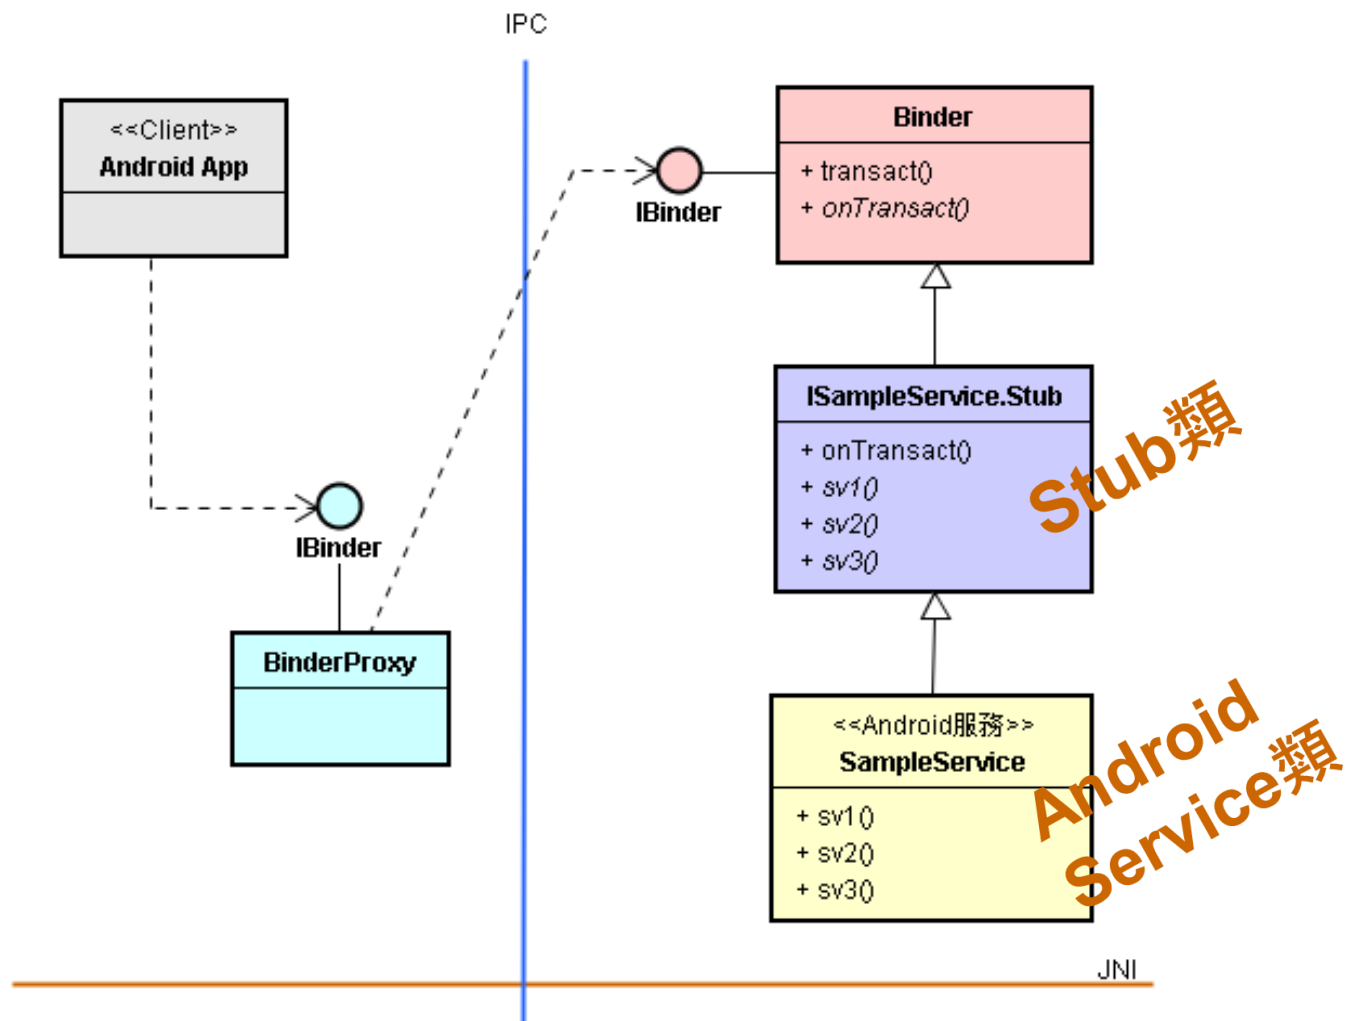 IPC
<<Client>>
Android App
IBinder
BinderProxy
IBinder
Binder
+ transact()
+ onTransact()
ISampleService.Stub
+ onTransact()
+ sv1()
+ sv2()
+ sv3()
Stub類
<<Android服務>>
SampleService
+ sv1()
+ sv2()
+ sv3()
Android
Service類
JNI